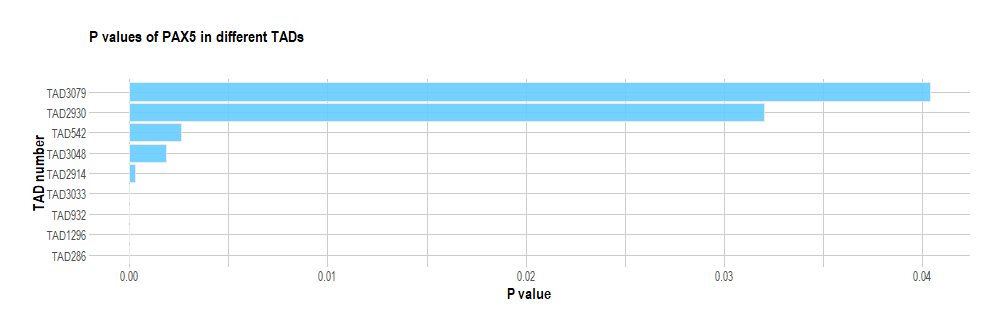 P values of PAX5 in different TADs
TAD number
TAD3079
TAD2930
TAD542
TAD3048
TAD2914
TAD3033
TAD932
TAD1296
TAD286
0.00 0.01 0.02 0.03 0.04
P value